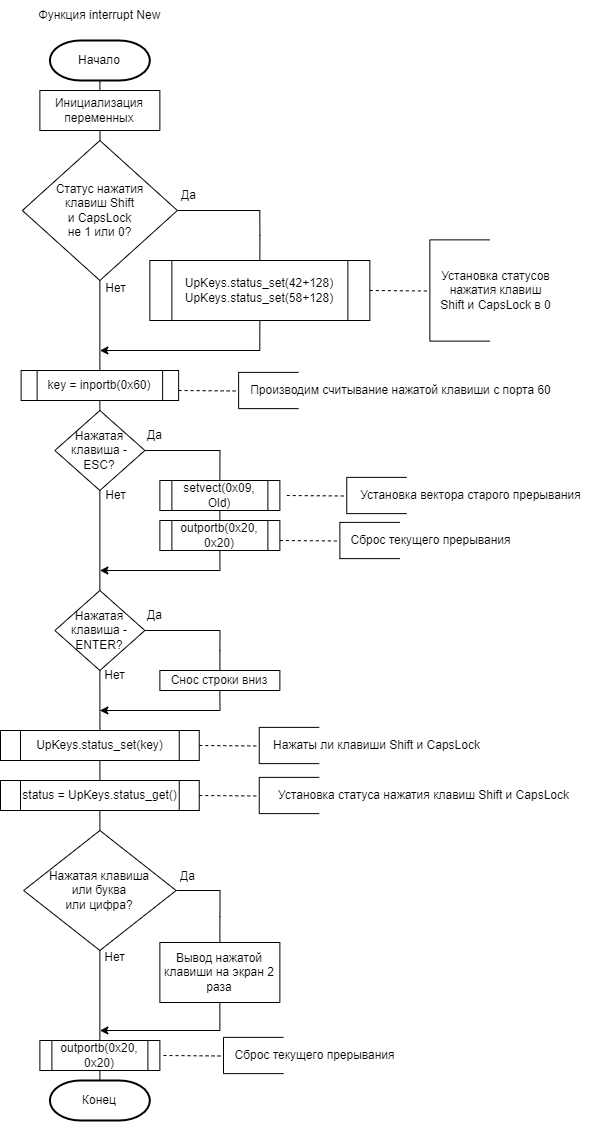 Функция interrupt New
Начало
Инициализация
переменных
Статус нажатия
клавиш Shift
и CapsLock
не 1 или 0?
Да
Нет
UpKeys.status_set(42+128)
UpKeys.status_set(58+128)
Установка статусов
нажатия клавиш
Shift и CapsLock в 0
key = inportb(0x60)
Производим считывание нажатой клавиши с порта 60
Нажатая
клавиша -
ESC?
Да
Нет
setvect(0x09,
Old)
Установка вектора старого прерывания
outportb(0x20,
0x20)
Сброс текущего прерывания
Нажатая
клавиша -
ENTER?
Да
Нет
Снос строки вниз
UpKeys.status_set(key)
Нажаты ли клавиши Shift и CapsLock
status = UpKeys.status_get()
Установка статуса нажатия клавиш Shift и CapsLock
Нажатая клавиша
или буква
или цифра?
Да
Нет
Вывод нажатой
клавиши на экран 2
раза
outportb(0x20,
0x20)
Сброс текущего прерывания
Конец